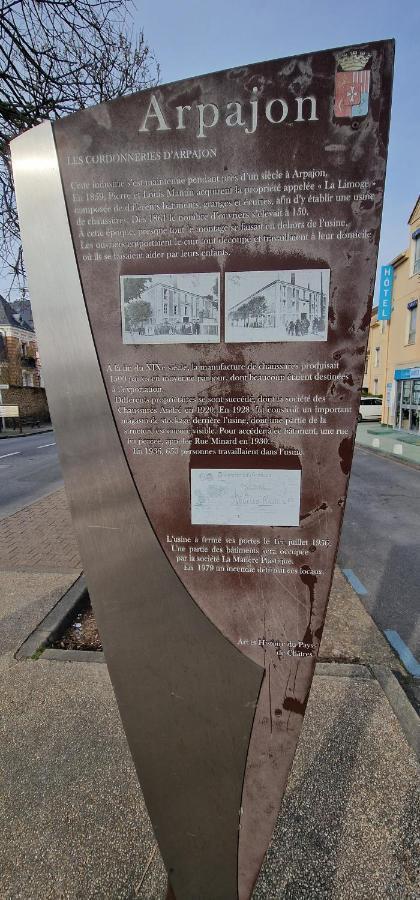 Arpajon
LES CORDONNERIES D'ARPAJON
Cette industrie s'est maintenue pendant près d'un siècle à Arpajon.
En 1859, Pierre et Louis acquièrent la propriété appelée « La Limoge »
composée de différents bâtiments, granges et écuries, afin d'y établir une usine
de chaussures. Dès 1861 le nombre d'ouvriers s'élevait à 150.
A cette époque, presque tout le montage se faisait en dehors de l'usine.
Les ouvriers emportaient le cuir tout découpé et travaillaient à leur domicile
où ils se faisaient aider par leurs enfants.
A la fin du XIXe siècle, la manufacture de chaussures produisait
paires en moyenne par jour, dont beaucoup étaient destinées
à l'exportation.
Différents propriétaires se sont succédé, dont la société des
Chaussures André en 1920. En 1928 fut construit un important
magasin de stockage dont une partie de la
structure est encore visible. Pour accéder à ce bâtiment, une rue
fut percée, appelée Rue Minard en 1930.
En 1936, 650 personnes travaillaient dans l'usine.
L'usine a fermé ses portes le 1er juillet 1956.
Une partie des bâtiments sera occupée
par la société La Matière Plastique.
En 1979 un incendie détruisit ces locaux.
Art et Histoire du Pays
de Châtres
HÔTEL